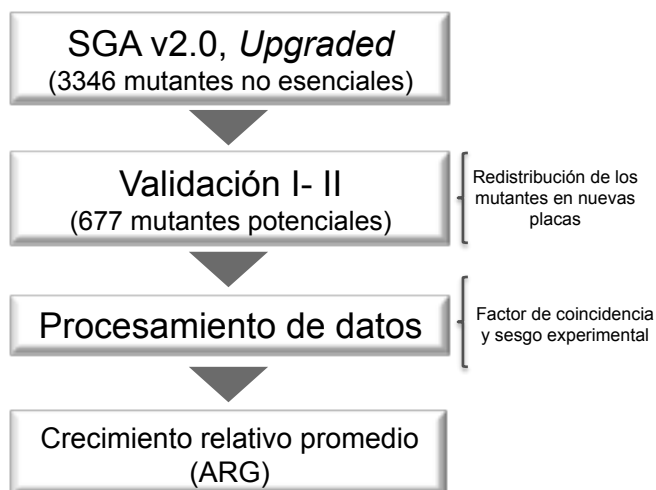 SGA v2.0, Upgraded
(3346 mutantes no esenciales)
Validación I- II
(677 mutantes potenciales)
Redistribución de los
mutantes en nuevas
placas
Procesamiento de datos
Factor de coincidencia
y sesgo experimental
Crecimiento relativo promedio
(ARG)